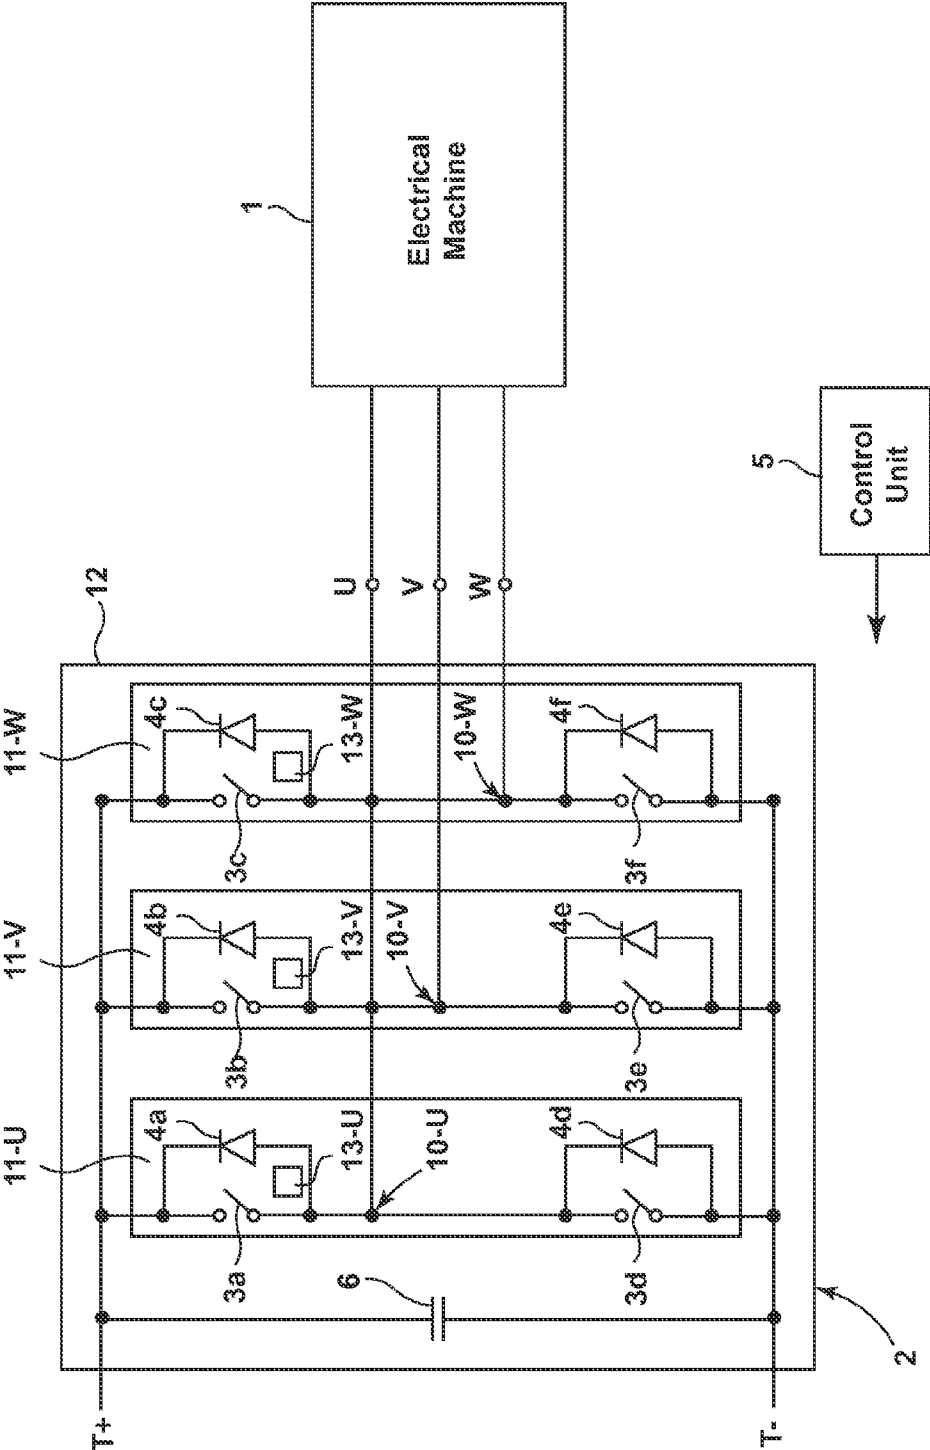 11-U
11-V
11-W
12
4a
4b
4c
13-U
13-V
13-W
3a
3b
3c
T+
6
10-U
10-V
10-W
U
V
W
1
Electrical
Machine
4d
4e
4f
3d
3e
3f
T-
2
5
Control
Unit